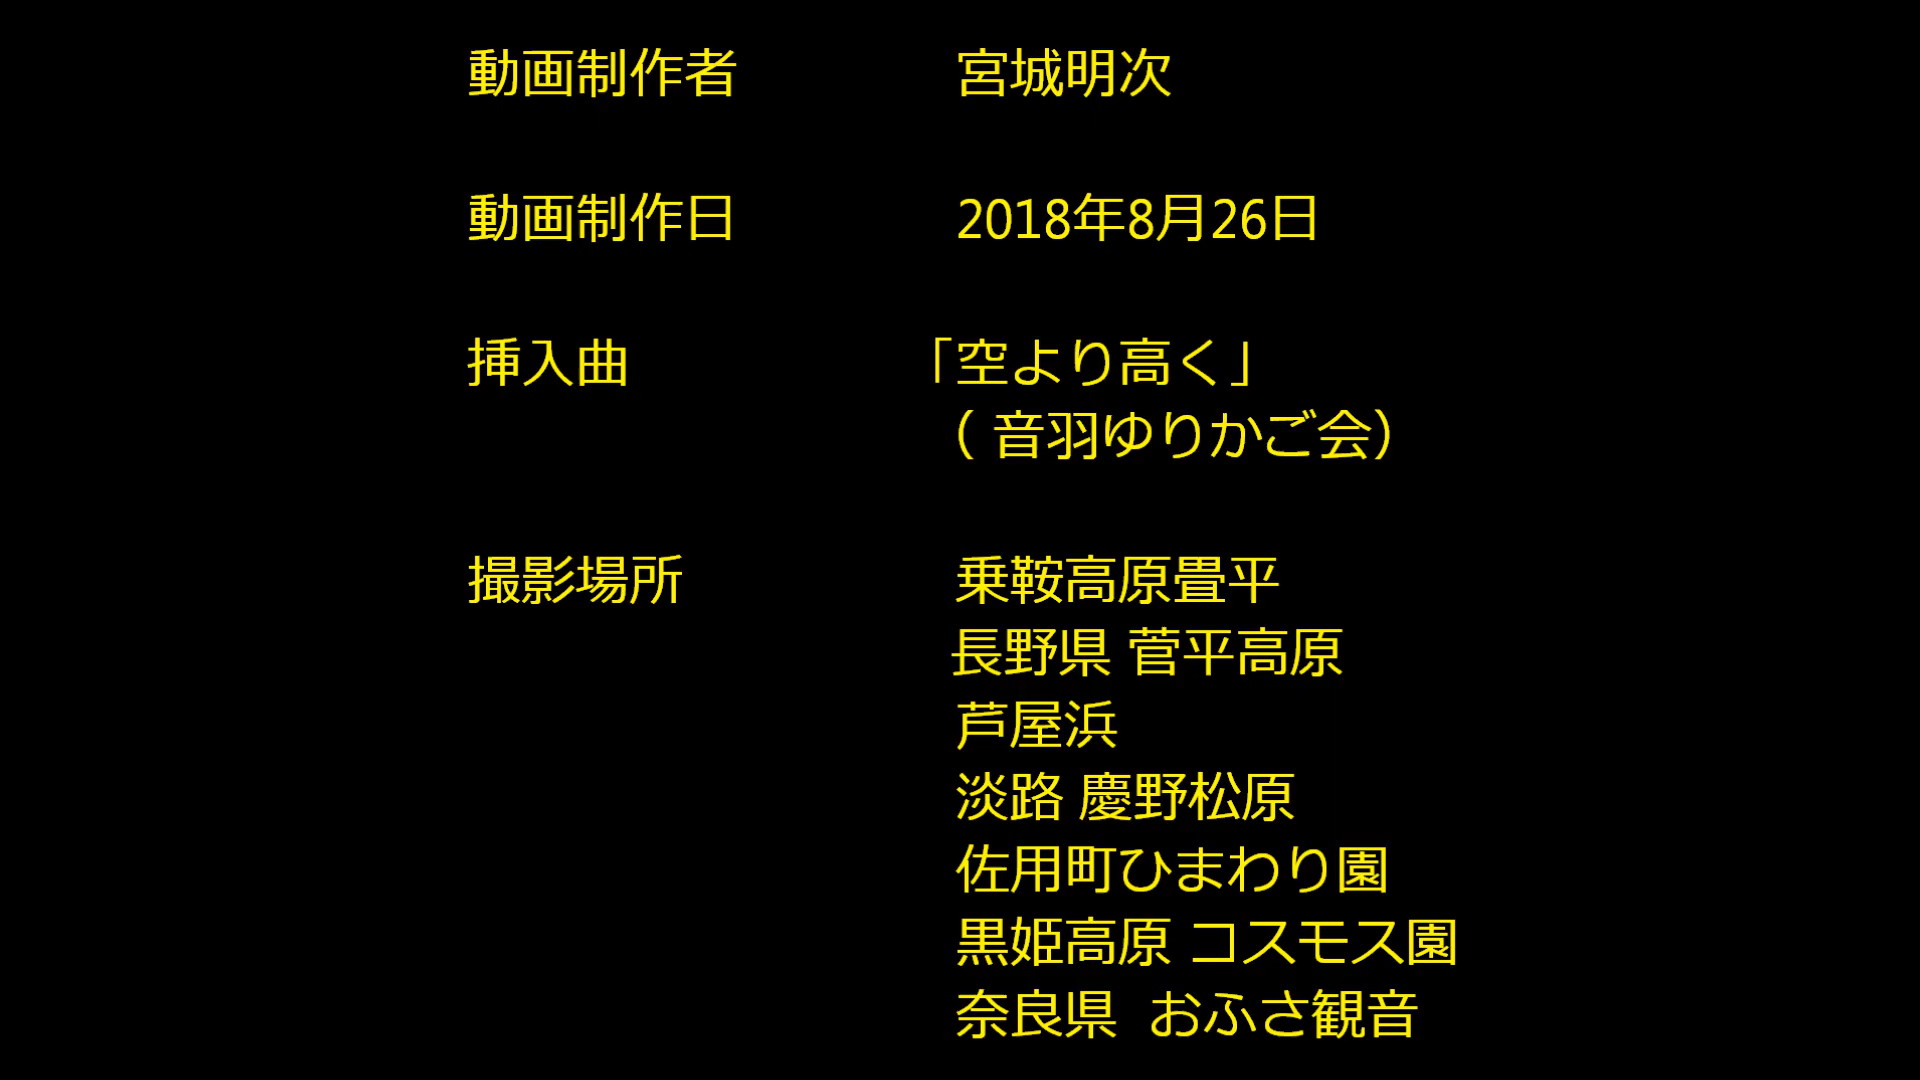 動画制作者 宮城明次
動画制作日 2018年8月26日
挿入曲 「空より高く」
（ 音羽ゆりかご会）
撮影場所 乗鞍高原畳平
長野県 菅平高原
芦屋浜
淡路 慶野松原
佐用町ひまわり園
黒姫高原 コスモス園
奈良県 おふさ観音